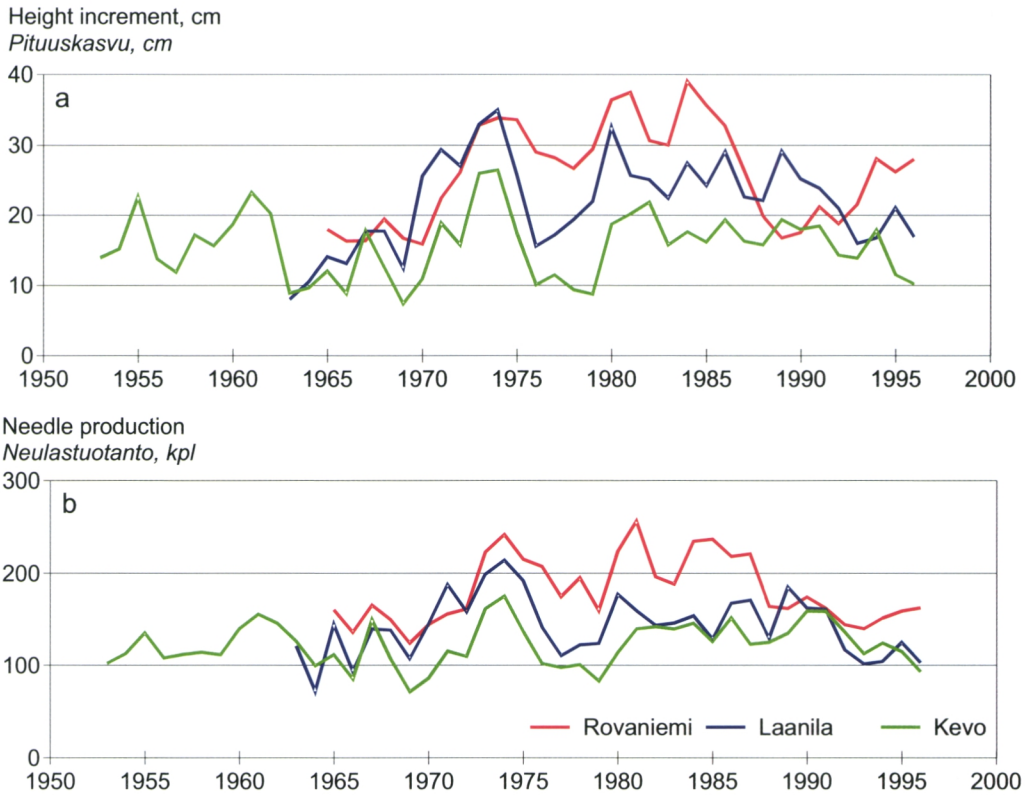 Height increment, cm
Pituuskasvu, cm
40
a
30
20
10
0
1950 1955 1960 1965 1970 1975 1980 1985 1990 1995 2000
Needle production
Neulastuotanto, kpl
300
b
200
100
Rovaniemi Laanila Kevo
0
1950 1955 1960 1965 1970 1975 1980 1985 1990 1995 2000